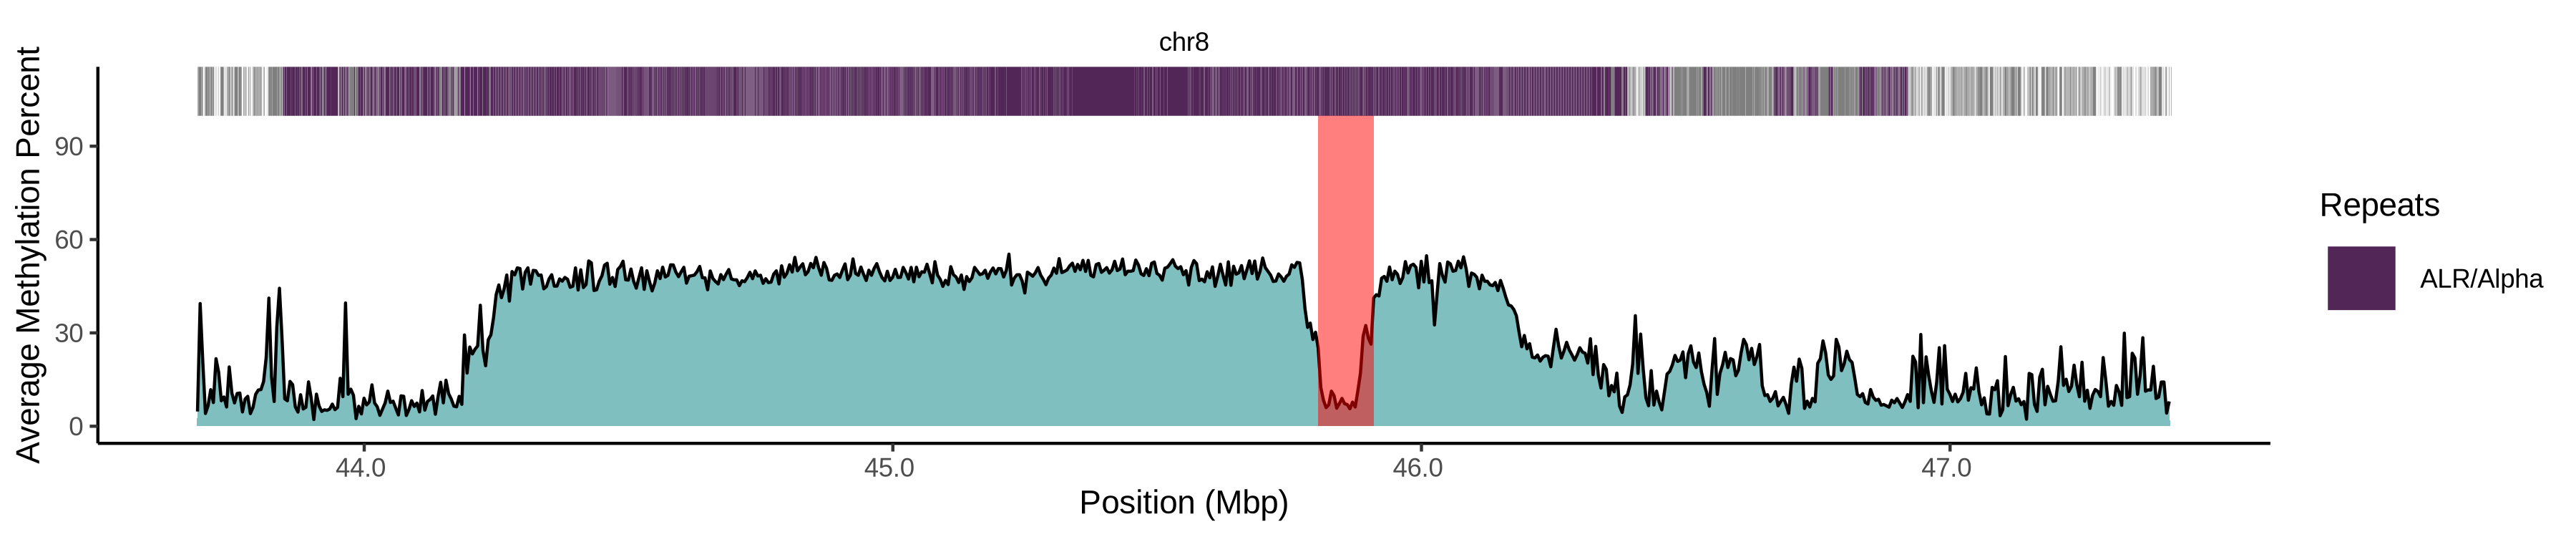 chr8
Average Methylation Percent
90
60
30
0
44.0 45.0 46.0 47.0
Position (Mbp)
Repeats
ALR/Alpha